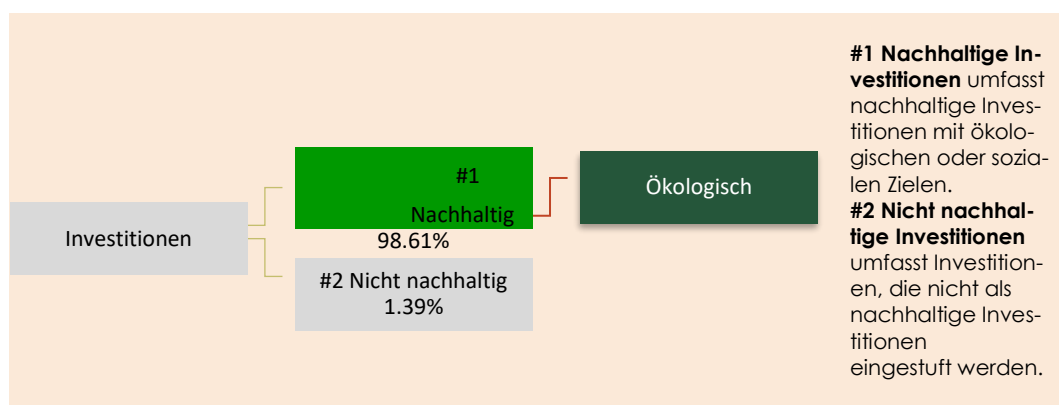 Investitionen
#1
Nachhaltig
98.61%
#2 Nicht nachhaltig
1.39%
Ökologisch
#1 Nachhaltige In-
vestitionen umfasst
nachhaltige Inves-
titionen mit ökolo-
gischen oder sozia-
len Zielen.
#2 Nicht nachhal-
tige Investitionen
umfasst Investition-
en, die nicht als
nachhaltige Inves-
titionen
eingestuft werden.